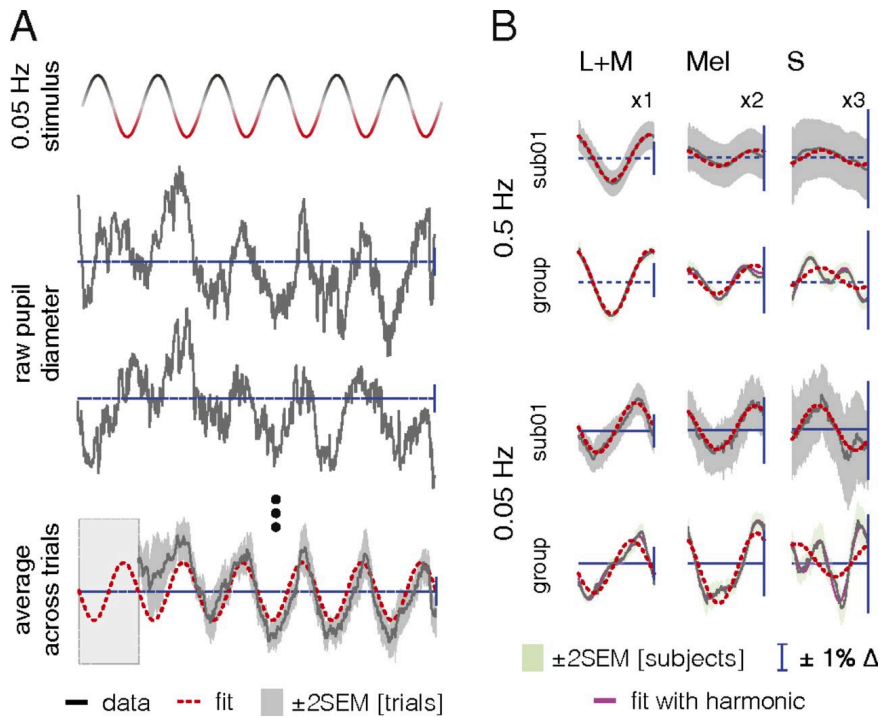 A
0.05 Hz
stimulus
raw pupil
diameter
average
across trials
data
fit
±2SEM [trials]
B
L+M
Mel
S
x1
x2
x3
0.5 Hz
sub01
group
0.05 Hz
sub01
group
±2SEM [subjects]
± 1% Δ
fit with harmonic